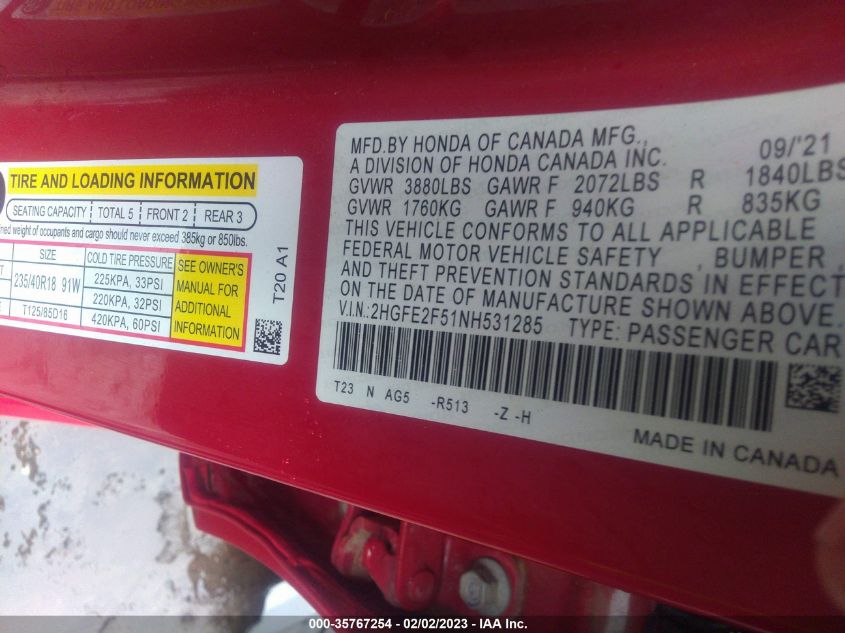 TIRE AND LOADING INFORMATION
SEATING CAPACITY TOTAL 5 FRONT 2 REAR 3
weight of occupants and cargo should never exceed 385kg or 850lbs.
SIZE COLD TIRE PRESSURE
235/40R18 91W 225KPA, 33PSI
220KPA, 32PSI
T125/85D16 420KPA, 60PSI
SEE OWNER'S
MANUAL FOR
ADDITIONAL
INFORMATION
T20 A1
MFD.BY HONDA OF CANADA MFG., 09/'21
A DIVISION OF HONDA CANADA INC.
GVWR 3880LBS GAWR F 2072LBS R 1840LBS
GVWR 1760KG GAWR F 940KG R 835KG
THIS VEHICLE CONFORMS TO ALL APPLICABLE
FEDERAL MOTOR VEHICLE SAFETY , BUMPER
AND THEFT PREVENTION STANDARDS IN EFFECT
ON THE DATE OF MANUFACTURE SHOWN ABOVE.
V.I.N.:2HGFE2F51NH531285 TYPE: PASSENGER CAR
T23 N AG5 -R513 -Z -H
MADE IN CANADA
000-35767254 - 02/02/2023 - IAA Inc.